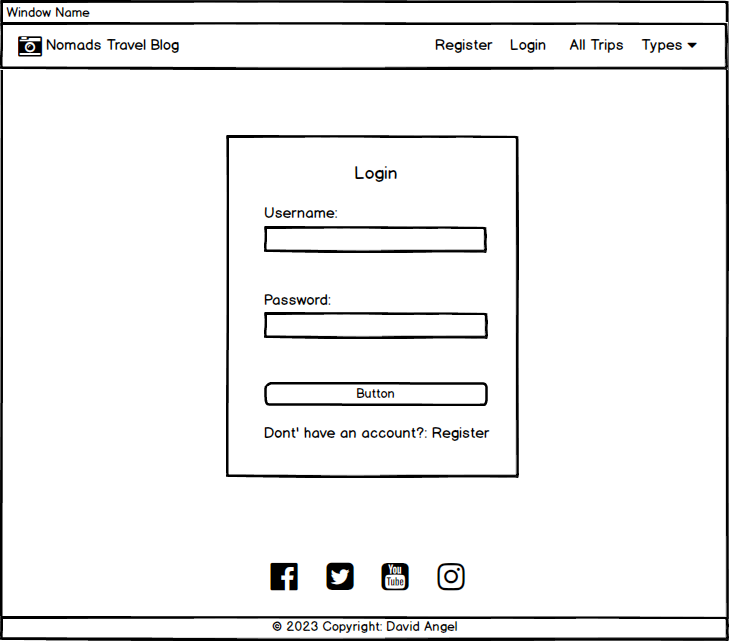 Window Name
Nomads Travel Blog Register Login All Trips Types
Login
Username:
Password:
Button
Dont' have an account?: Register
You
Tube
© 2023 Copyright: David Angel